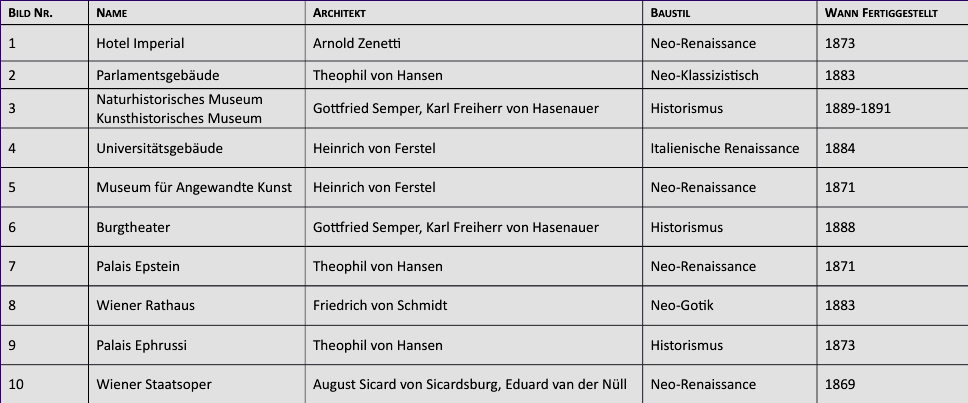 Bild Nr. Name Architekt Baustil Wann Fertiggestellt
1 Hotel Imperial Arnold Zenetti Neo-Renaissance 1873
2 Parlamentsgebäude Theophil von Hansen Neo-Klassizistisch 1883
3 Naturhistorisches Museum Gottfried Semper, Karl Freiherr von Hasenauer Historismus 1889-1891
Kunsthistorisches Museum
4 Universitätsgebäude Heinrich von Ferstel Italienische Renaissance 1884
5 Museum für Angewandte Kunst Heinrich von Ferstel Neo-Renaissance 1871
6 Burgtheater Gottfried Semper, Karl Freiherr von Hasenauer Historismus 1888
7 Palais Epstein Theophil von Hansen Neo-Renaissance 1871
8 Wiener Rathaus Friedrich von Schmidt Neo-Gotik 1883
9 Palais Ephrussi Theophil von Hansen Historismus 1873
10 Wiener Staatsoper August Sicard von Sicardsburg, Eduard van der Nüll Neo-Renaissance 1869